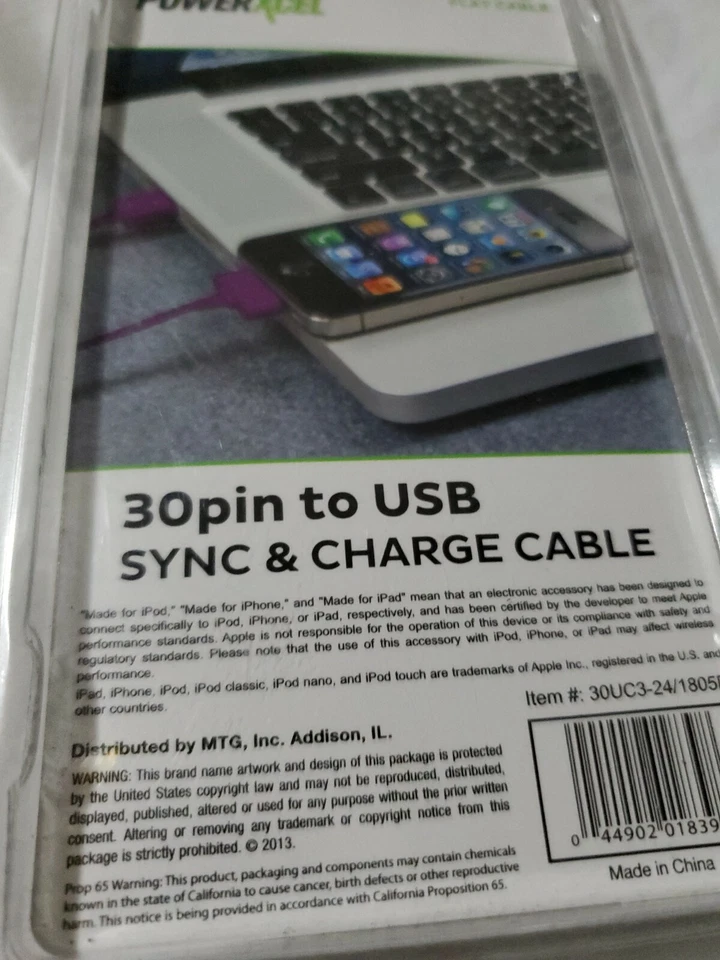 POWERXCEL
FLAT CABLE
30pin to USB
SYNC & CHARGE CABLE
"Made for iPod," "Made for iPhone," and "Made for iPad" mean that an electronic accessory has been designed to
connect specifically to iPod, iPhone, or iPad, respectively, and has been certified by the developer to meet Apple
performance standards. Apple is not responsible for the operation of this device or its compliance with safety and
regulatory standards. Please note that the use of this accessory with iPod, iPhone, or iPad may affect wireless
performance.
iPad, iPhone, iPod, iPod classic, iPod nano, and iPod touch are trademarks of Apple Inc., registered in the U.S. and
other countries.
Item #: 30UC3-24/1805
Distributed by MTG, Inc. Addison, IL.
WARNING: This brand name artwork and design of this package is protected
by the United States copyright law and may not be reproduced, distributed,
displayed, published, altered or used for any purpose without the prior written
consent. Altering or removing any trademark or copyright notice from this
package is strictly prohibited. © 2013.
0 44902 01839
Made in China
Prop 65 Warning: This product, packaging and components may contain chemicals
known in the state of California to cause cancer, birth defects or other reproductive
harm. This notice is being provided in accordance with California Proposition 65.